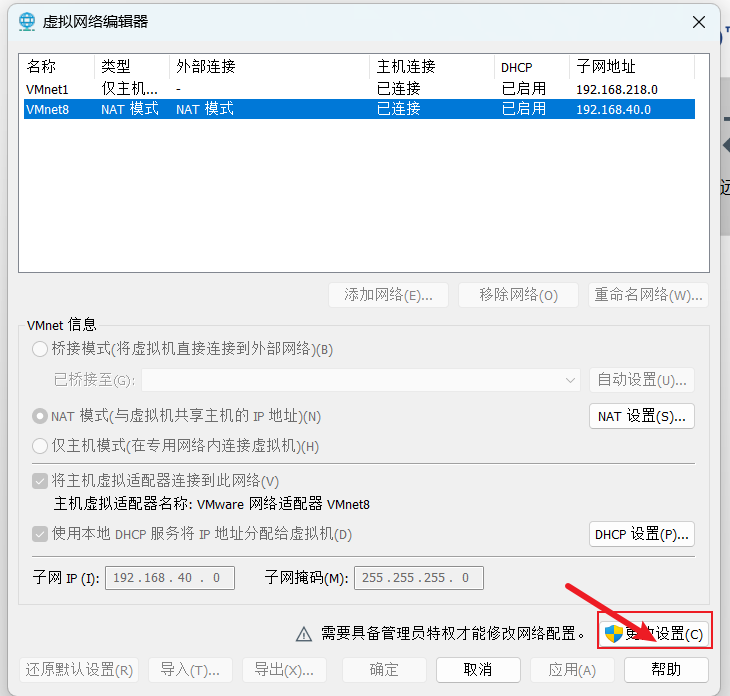 虚拟网络编辑器
名称 类型 外部连接 主机连接 DHCP 子网地址
VMnet1 仅主机... - 已连接 已启用 192.168.218.0
VMnet8 NAT 模式 NAT 模式 已连接 已启用 192.168.40.0
添加网络(E)... 移除网络(O) 重命名网络(W)...
VMnet 信息
桥接模式(将虚拟机直接连接到外部网络)(B)
已桥接至(G): 自动设置(U)...
NAT 模式(与虚拟机共享主机的 IP 地址)(N) NAT 设置(S)...
仅主机模式(在专用网络内连接虚拟机)(H)
将主机虚拟适配器连接到此网络(V)
主机虚拟适配器名称: VMware 网络适配器 VMnet8
使用本地 DHCP 服务将 IP 地址分配给虚拟机(D) DHCP 设置(P)...
子网 IP (I): 192 . 168 . 40 . 0 子网掩码(M): 255 . 255 . 255 . 0
需要具备管理员特权才能修改网络配置。 更改设置(C)
还原默认设置(R) 导入(T)... 导出(X)... 确定 取消 应用(A) 帮助